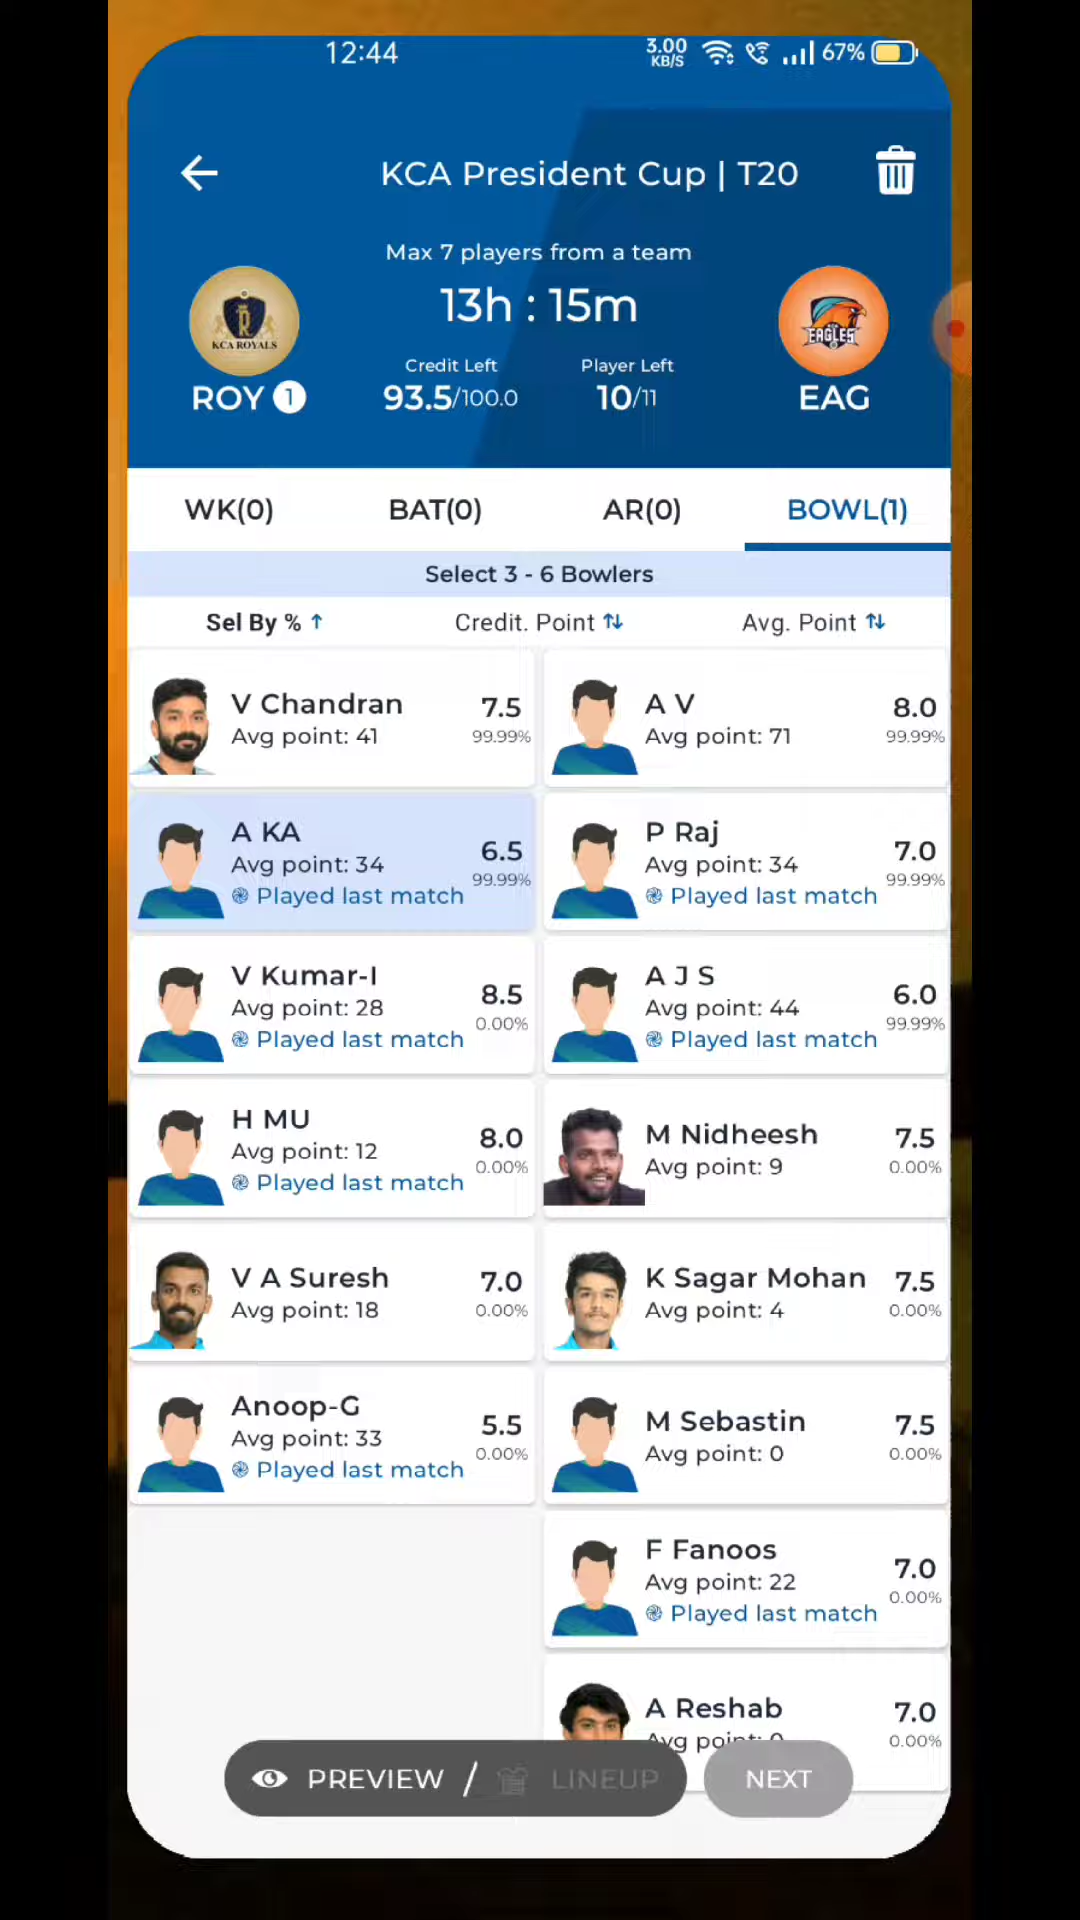 12:44
3.00 KB/S
67%
KCA President Cup | T20
Max 7 players from a team
13h : 15m
KCA ROYALS
EAGLES
Credit Left
Player Left
ROY 1
93.5/100.0
10/11
EAG
WK(0)
BAT(0)
AR(0)
BOWL(1)
Select 3 - 6 Bowlers
Sel By %
Credit. Point
Avg. Point
V Chandran
7.5
Avg point: 41
99.99%
A V
8.0
Avg point: 71
99.99%
A KA
6.5
Avg point: 34
99.99%
Played last match
P Raj
7.0
Avg point: 34
99.99%
Played last match
V Kumar-I
8.5
Avg point: 28
0.00%
Played last match
A J S
6.0
Avg point: 44
99.99%
Played last match
H MU
8.0
Avg point: 12
0.00%
Played last match
M Nidheesh
7.5
Avg point: 9
0.00%
V A Suresh
7.0
Avg point: 18
0.00%
K Sagar Mohan
7.5
Avg point: 4
0.00%
Anoop-G
5.5
Avg point: 33
0.00%
Played last match
M Sebastin
7.5
Avg point: 0
0.00%
F Fanoos
7.0
Avg point: 22
0.00%
Played last match
A Reshab
7.0
Avg point: 0
0.00%
PREVIEW / LINEUP
NEXT